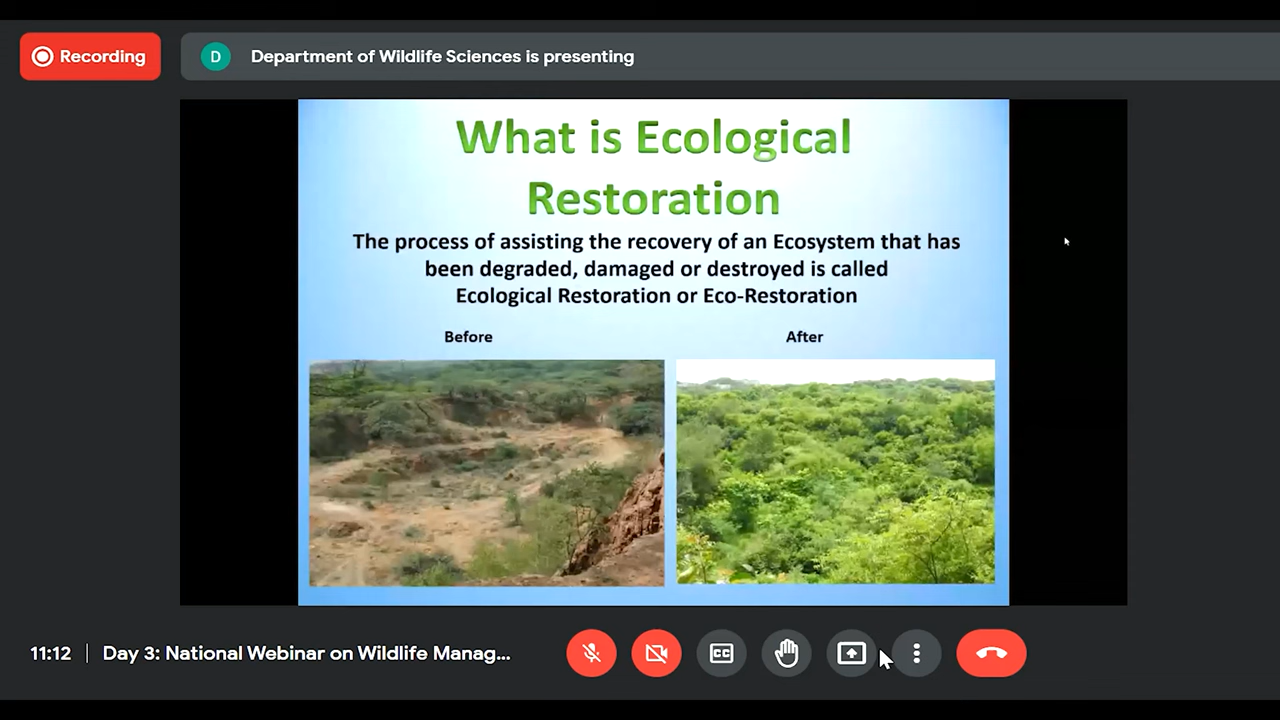 Recording
D
Department of Wildlife Sciences is presenting
What is Ecological
Restoration
The process of assisting the recovery of an Ecosystem that has
been degraded, damaged or destroyed is called
Ecological Restoration or Eco-Restoration
Before
After
11:12
Day 3: National Webinar on Wildlife Manag...
CC